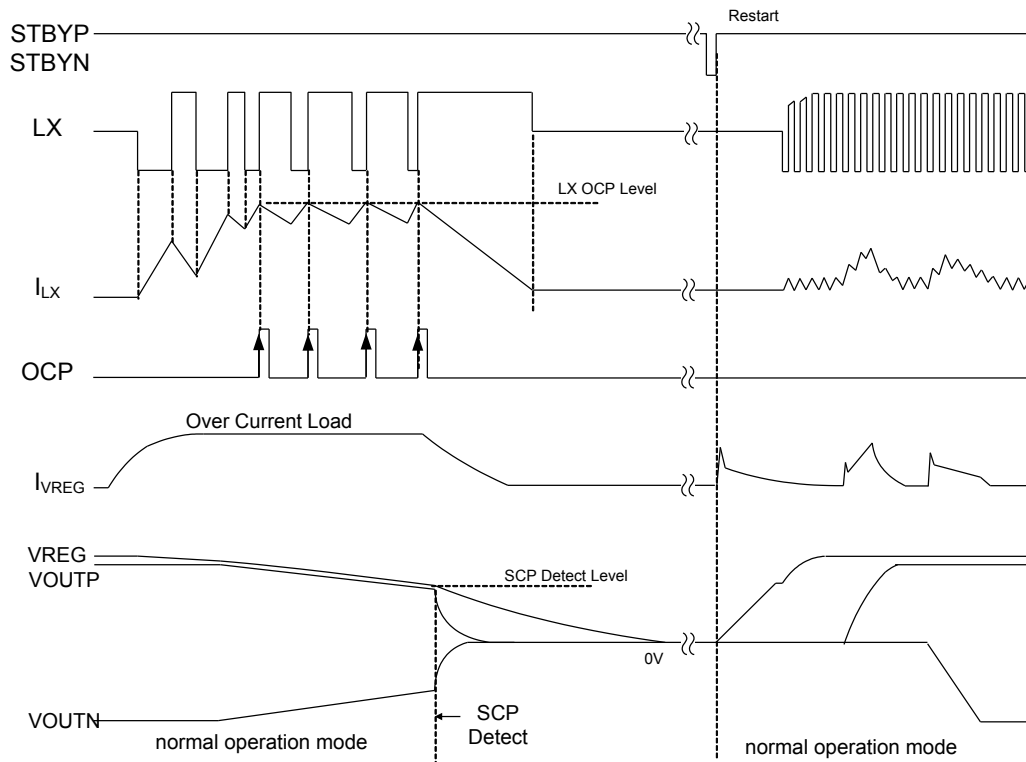 Restart
STBYP
STBYN
LX
LX OCP Level
ILX
OCP
Over Current Load
IVREG
VREG
VOUTP
SCP Detect Level
0V
VOUTN
SCP
Detect
normal operation mode
normal operation mode